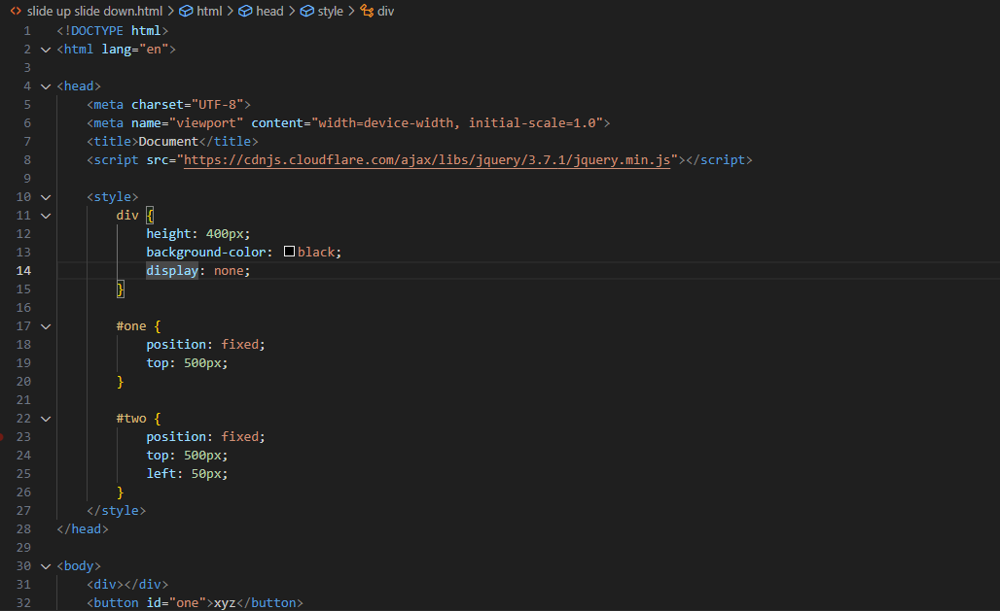 slide up slide down.html > html > head > style > div
1 <!DOCTYPE html>
2 <html lang="en">
3
4 <head>
5 <meta charset="UTF-8">
6 <meta name="viewport" content="width=device-width, initial-scale=1.0">
7 <title>Document</title>
8 <script src="https://cdnjs.cloudflare.com/ajax/libs/jquery/3.7.1/jquery.min.js"></script>
9
10 <style>
11 div {
12 height: 400px;
13 background-color: black;
14 display: none;
15 }
16
17 #one {
18 position: fixed;
19 top: 500px;
20 }
21
22 #two {
23 position: fixed;
24 top: 500px;
25 left: 50px;
26 }
27 </style>
28 </head>
29
30 <body>
31 <div></div>
32 <button id="one">xyz</button>